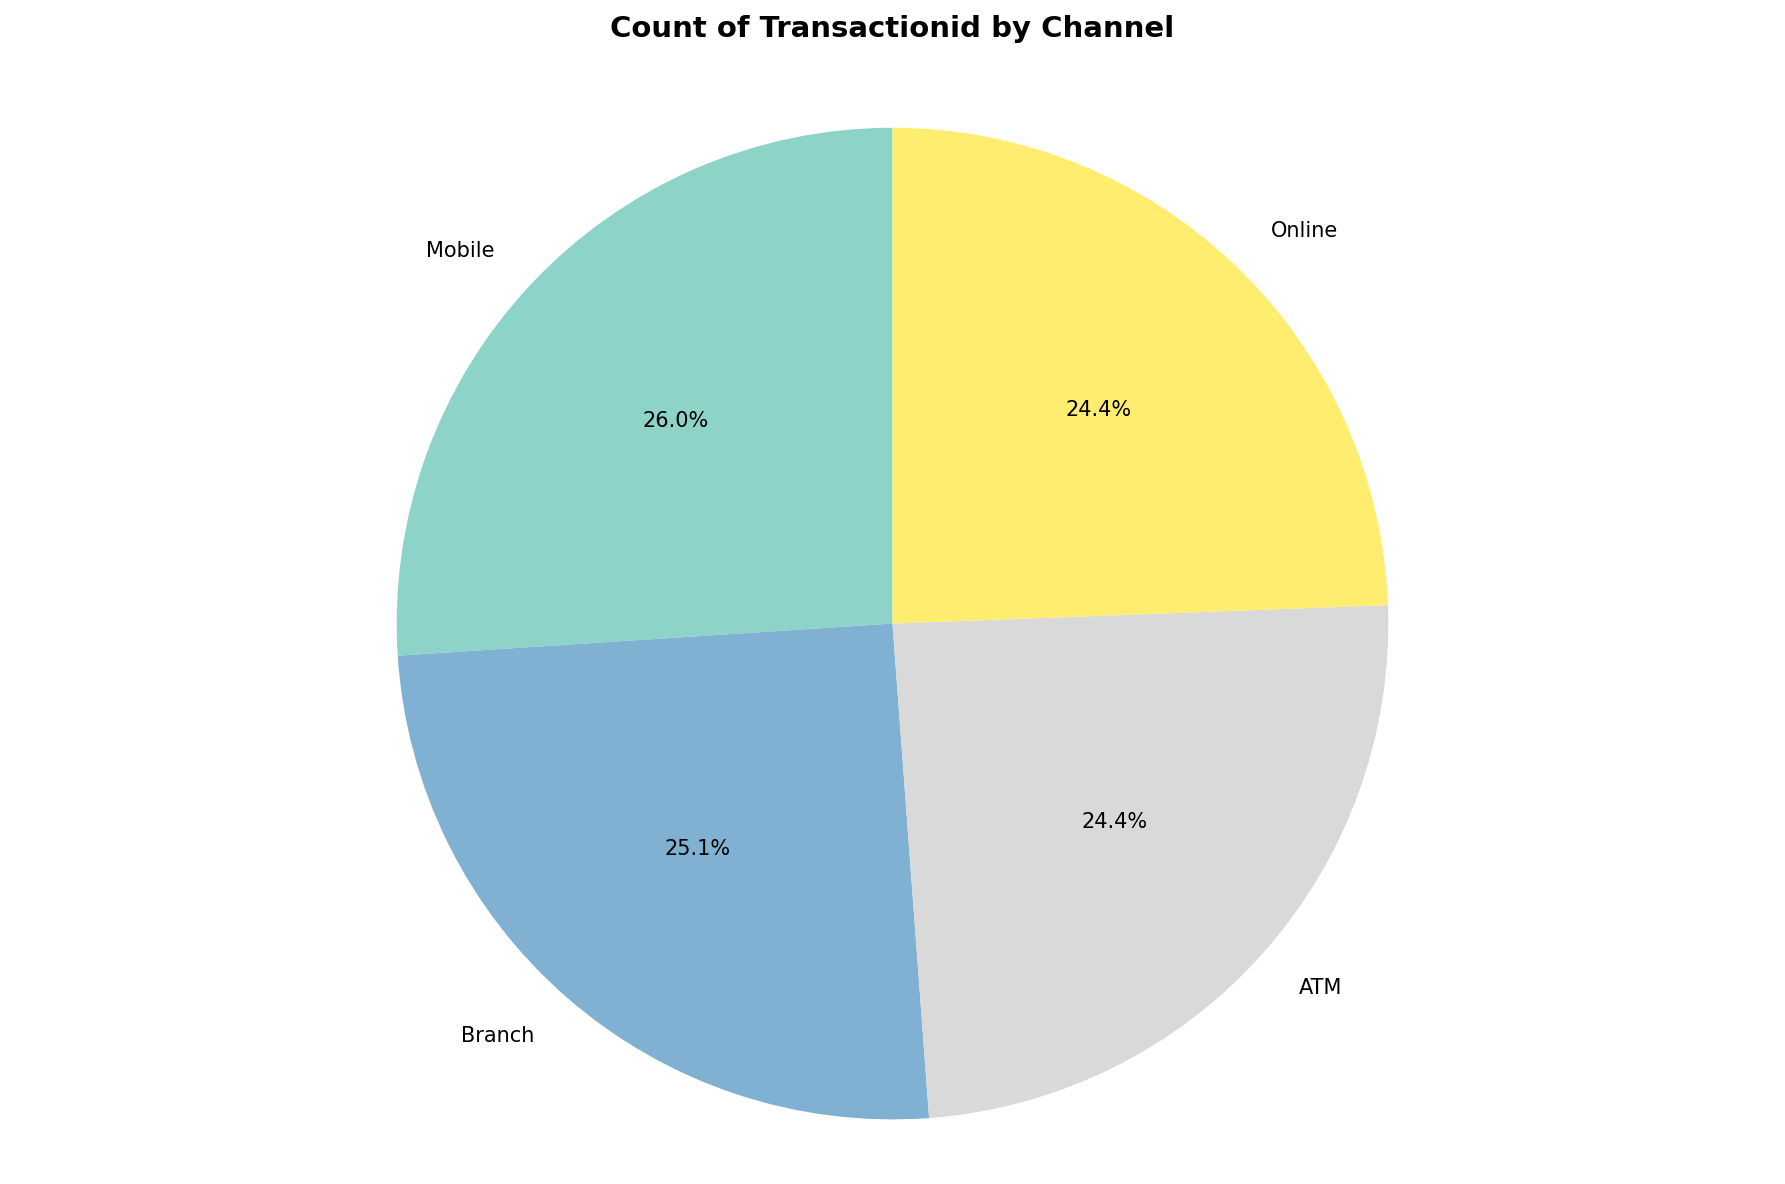 Count of Transactionid by Channel
Online
Mobile
24.4%
26.0%
24.4%
25.1%
ATM
Branch